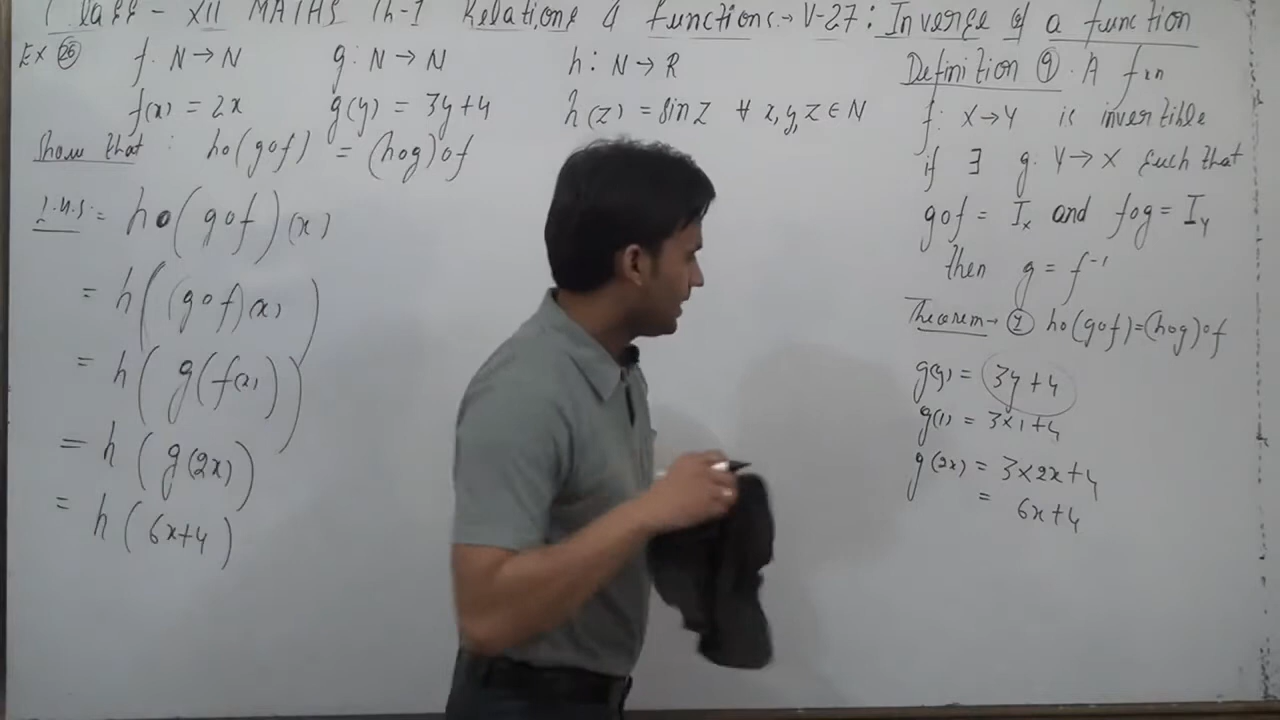 Class - XII MATHS Ch-1 Relations & functions → V-27: Inverse of a function
Ex 26 f: N → N g: N → N h: N → R
f(x) = 2x g(y) = 3y+4 h(z) = sin z ∀ x,y,z ∈ N
Show that : ho(gof) = (hog)of
L.H.S. = ho(gof)(x)
= h((gof)(x))
= h(g(f(x)))
= h(g(2x))
= h(6x+4)
Definition 9. A fxn
f: X→Y is invertible
if ∃ g: Y→X such that
gof = Ix and fog = IY
then g = f⁻¹
Theorem → 1 ho(gof)=(hog)of
g(y) = 3y+4
g(1) = 3×1+4
g(2x) = 3×2x+4
= 6x+4